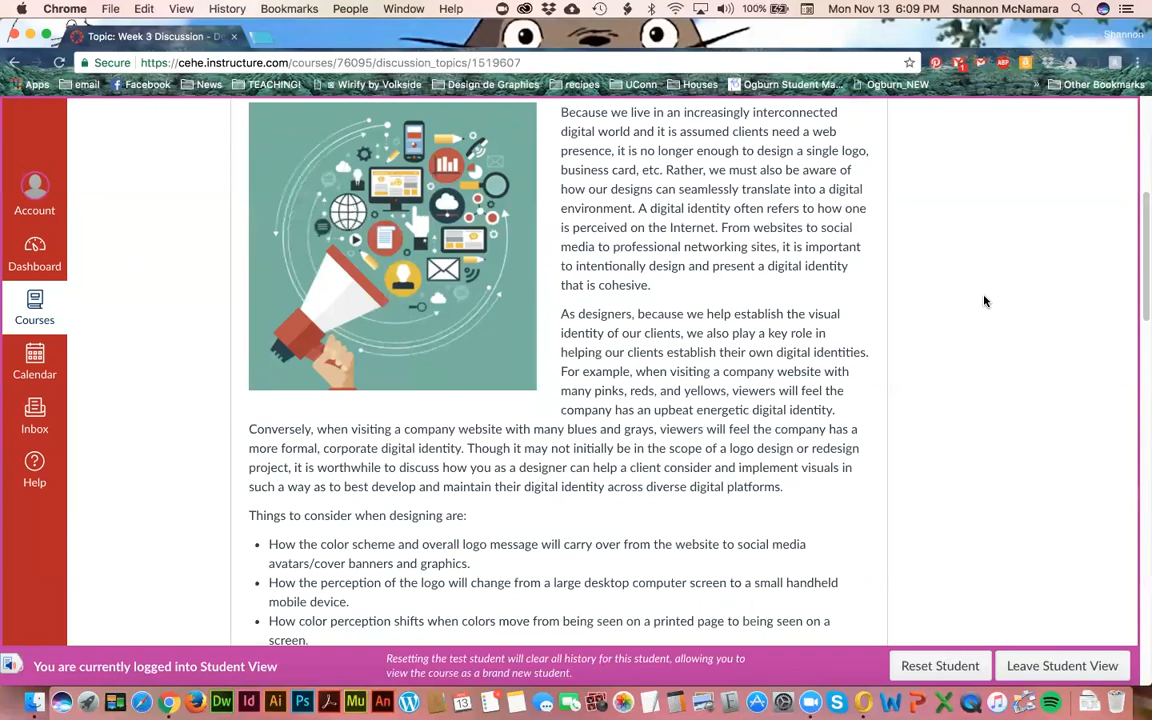 Chrome File Edit View History Bookmarks People Window Help 100% Mon Nov 13 6:09 PM Shannon McNamara
Topic: Week 3 Discussion - D
Shannon
Secure https://cehe.instructure.com/courses/76095/discussion_topics/1519607
Apps email Facebook News TEACHING! Wirify by Volkside Design de Graphics recipes UConn Houses Ogburn Student Ma... Ogburn_NEW » Other Bookmarks
Account
Dashboard
Courses
Calendar
Inbox
Help
Because we live in an increasingly interconnected
digital world and it is assumed clients need a web
presence, it is no longer enough to design a single logo,
business card, etc. Rather, we must also be aware of
how our designs can seamlessly translate into a digital
environment. A digital identity often refers to how one
is perceived on the Internet. From websites to social
media to professional networking sites, it is important
to intentionally design and present a digital identity
that is cohesive.
As designers, because we help establish the visual
identity of our clients, we also play a key role in
helping our clients establish their own digital identities.
For example, when visiting a company website with
many pinks, reds, and yellows, viewers will feel the
company has an upbeat energetic digital identity.
Conversely, when visiting a company website with many blues and grays, viewers will feel the company has a
more formal, corporate digital identity. Though it may not initially be in the scope of a logo design or redesign
project, it is worthwhile to discuss how you as a designer can help a client consider and implement visuals in
such a way as to best develop and maintain their digital identity across diverse digital platforms.
Things to consider when designing are:
• How the color scheme and overall logo message will carry over from the website to social media
avatars/cover banners and graphics.
• How the perception of the logo will change from a large desktop computer screen to a small handheld
mobile device.
• How color perception shifts when colors move from being seen on a printed page to being seen on a
screen.
You are currently logged into Student View
Resetting the test student will clear all history for this student, allowing you to
view the course as a brand new student.
Reset Student
Leave Student View
Dw Id Ai Ps Mu An 13